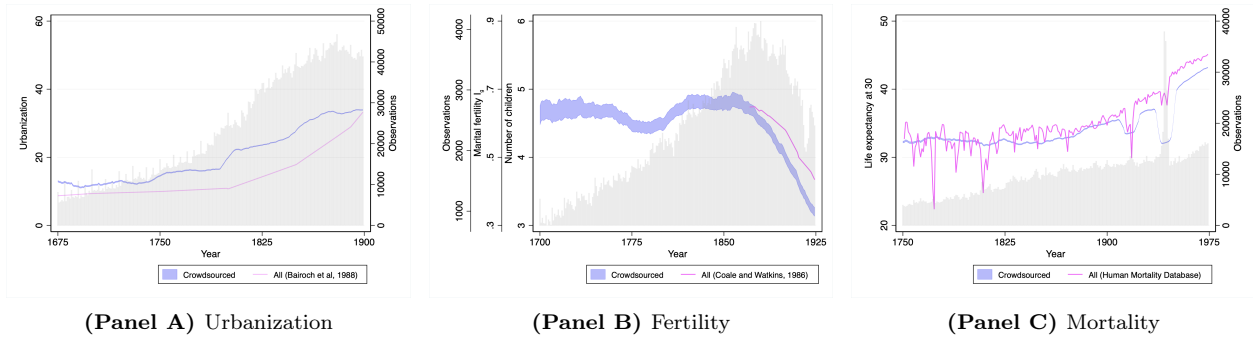 60
40
20
0
Urbanization
50000
40000
30000
20000
10000
0
Observations
1675
1750
1825
1900
Year
Crowdsourced
All (Bairoch et al, 1988)
(Panel A) Urbanization
4000
3000
2000
1000
Observations
.9
.7
.5
.3
Marital fertility I_g
6
5
4
3
Number of children
1700
1775
1850
1925
Year
Crowdsourced
All (Coale and Watkins, 1986)
(Panel B) Fertility
50
40
30
20
Life expectancy at 30
40000
30000
20000
10000
0
Observations
1750
1825
1900
1975
Year
Crowdsourced
All (Human Mortality Database)
(Panel C) Mortality